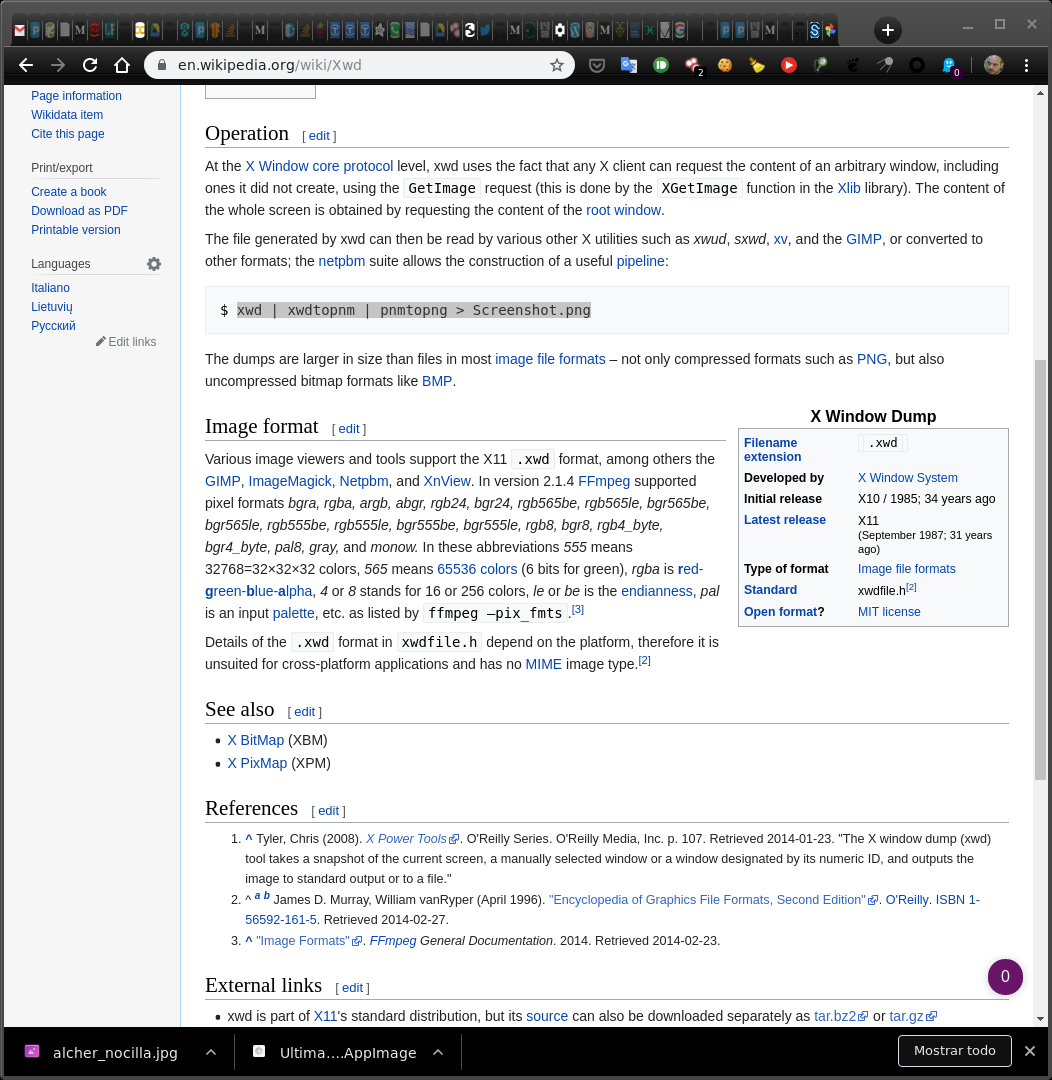 en.wikipedia.org/wiki/Xwd
2
0
Page information
Wikidata item
Cite this page
Print/export
Create a book
Download as PDF
Printable version
Languages
Italiano
Lietuvių
Русский
Edit links
Operation [ edit ]
At the X Window core protocol level, xwd uses the fact that any X client can request the content of an arbitrary window, including
ones it did not create, using the GetImage request (this is done by the XGetImage function in the Xlib library). The content of
the whole screen is obtained by requesting the content of the root window.
The file generated by xwd can then be read by various other X utilities such as xwud, sxwd, xv, and the GIMP, or converted to
other formats; the netpbm suite allows the construction of a useful pipeline:
$ xwd | xwdtopnm | pnmtopng > Screenshot.png
The dumps are larger in size than files in most image file formats – not only compressed formats such as PNG, but also
uncompressed bitmap formats like BMP.
Image format [ edit ]
Various image viewers and tools support the X11 .xwd format, among others the
GIMP, ImageMagick, Netpbm, and XnView. In version 2.1.4 FFmpeg supported
pixel formats bgra, rgba, argb, abgr, rgb24, bgr24, rgb565be, rgb565le, bgr565be,
bgr565le, rgb555be, rgb555le, bgr555be, bgr555le, rgb8, bgr8, rgb4_byte,
bgr4_byte, pal8, gray, and monow. In these abbreviations 555 means
32768=32×32×32 colors, 565 means 65536 colors (6 bits for green), rgba is red-
green-blue-alpha, 4 or 8 stands for 16 or 256 colors, le or be is the endianness, pal
is an input palette, etc. as listed by ffmpeg –pix_fmts .[3]
Details of the .xwd format in xwdfile.h depend on the platform, therefore it is
unsuited for cross-platform applications and has no MIME image type.[2]
X Window Dump
Filename extension .xwd
Developed by X Window System
Initial release X10 / 1985; 34 years ago
Latest release X11
(September 1987; 31 years
ago)
Type of format Image file formats
Standard xwdfile.h[2]
Open format? MIT license
See also [ edit ]
• X BitMap (XBM)
• X PixMap (XPM)
References [ edit ]
1. ^ Tyler, Chris (2008). X Power Tools. O'Reilly Series. O'Reilly Media, Inc. p. 107. Retrieved 2014-01-23. "The X window dump (xwd)
tool takes a snapshot of the current screen, a manually selected window or a window designated by its numeric ID, and outputs the
image to standard output or to a file."
2. ^ a b James D. Murray, William vanRyper (April 1996). "Encyclopedia of Graphics File Formats, Second Edition". O'Reilly. ISBN 1-
56592-161-5. Retrieved 2014-02-27.
3. ^ "Image Formats". FFmpeg General Documentation. 2014. Retrieved 2014-02-23.
0
External links [ edit ]
• xwd is part of X11's standard distribution, but its source can also be downloaded separately as tar.bz2 or tar.gz
alcher_nocilla.jpg
Ultima....AppImage
Mostrar todo